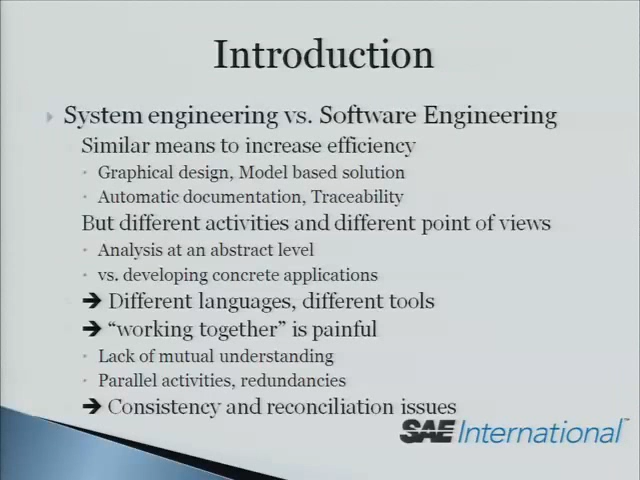 Introduction
System engineering vs. Software Engineering
Similar means to increase efficiency
Graphical design, Model based solution
Automatic documentation, Traceability
But different activities and different point of views
Analysis at an abstract level
vs. developing concrete applications
➔ Different languages, different tools
➔ “working together” is painful
Lack of mutual understanding
Parallel activities, redundancies
➔ Consistency and reconciliation issues
SAE International™